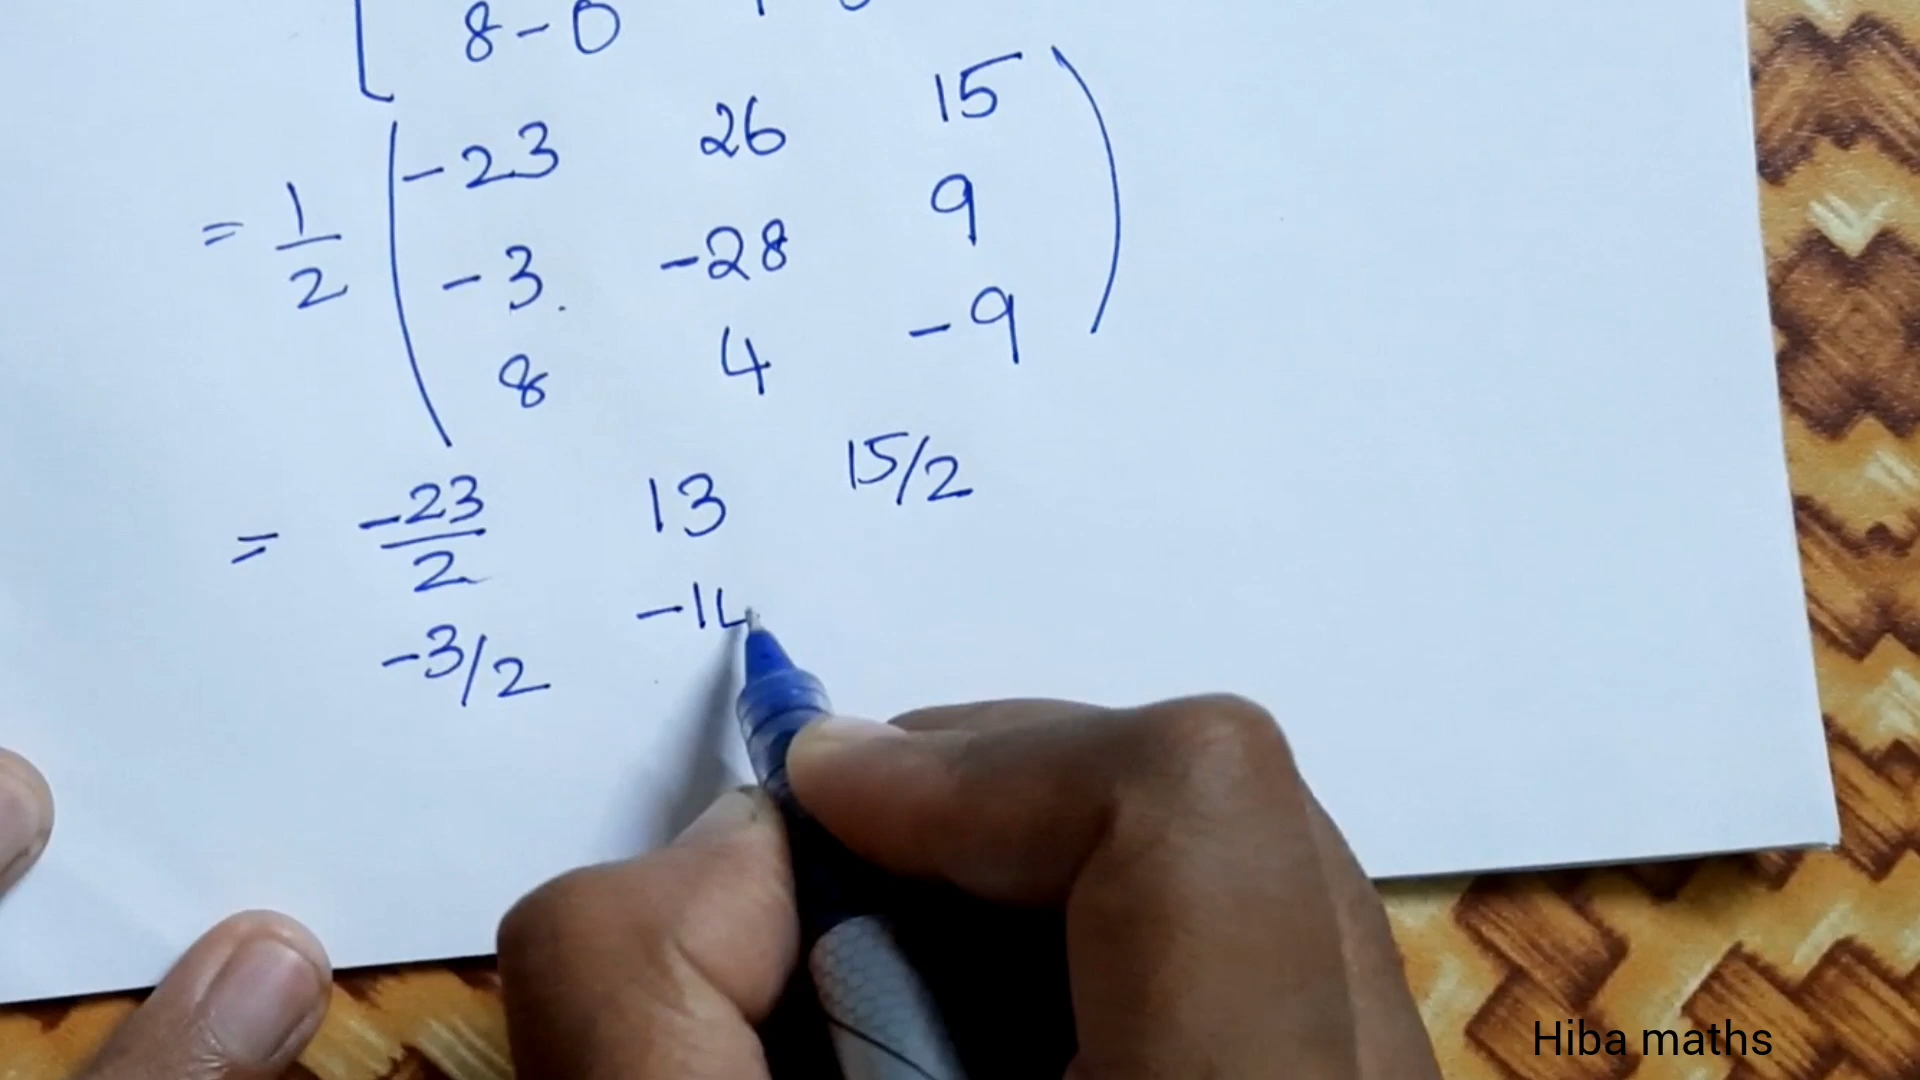 8-0
-23 26 15
= 1/2 -3 -28 9
8 4 -9
= -23/2 13 15/2
-3/2 -14
Hiba maths